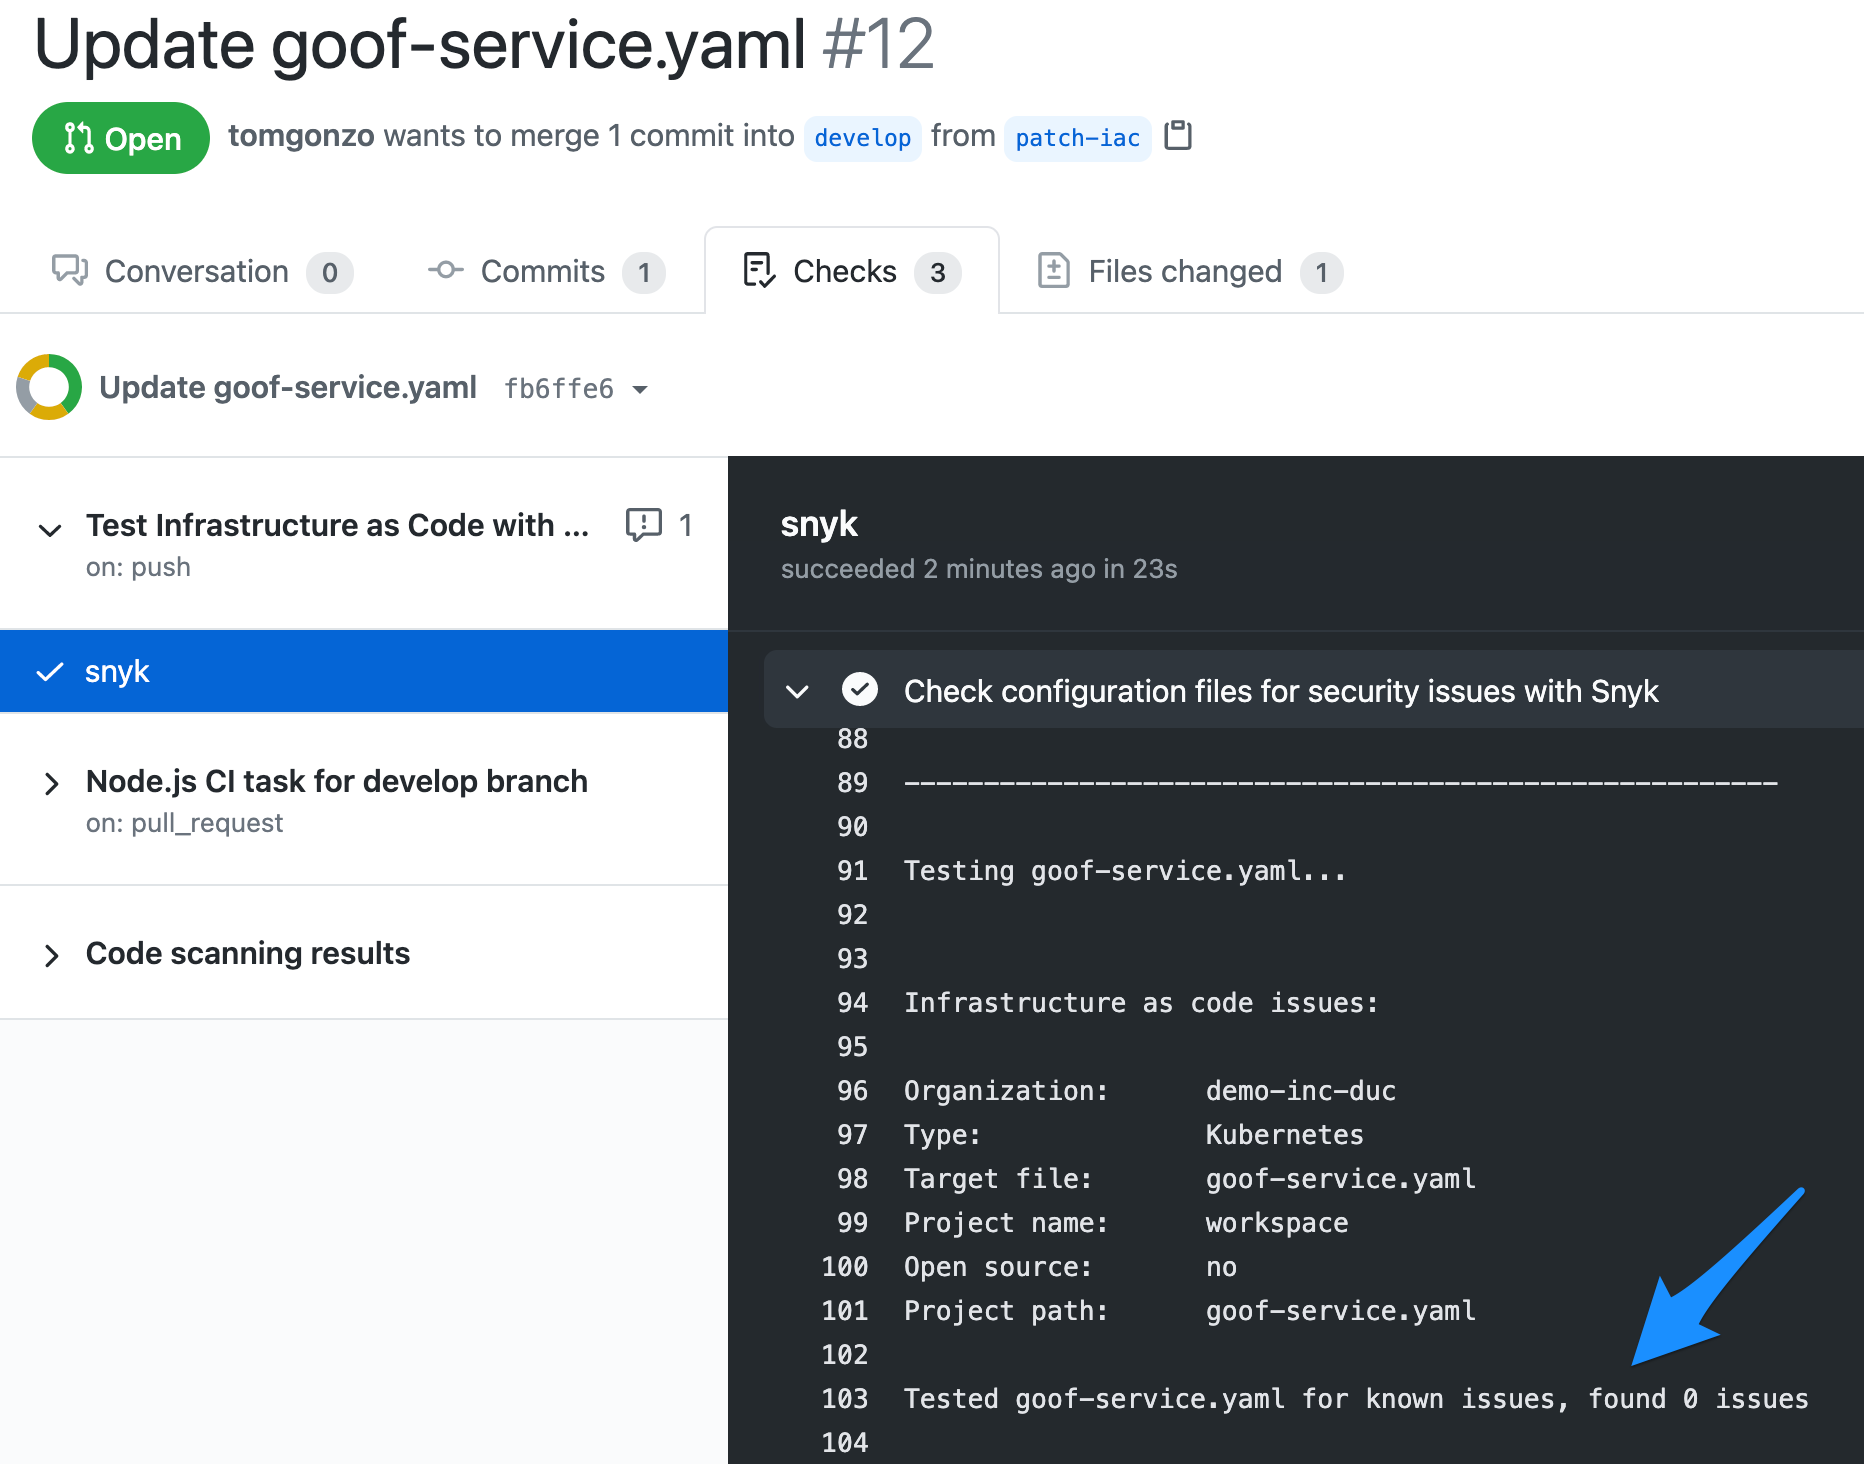 Update goof-service.yaml #12
Open tomgonzo wants to merge 1 commit into develop from patch-iac
Conversation 0 Commits 1 Checks 3 Files changed 1
Update goof-service.yaml fb6ffe6
Test Infrastructure as Code with ... 1
on: push
snyk
Node.js CI task for develop branch
on: pull_request
Code scanning results
snyk
succeeded 2 minutes ago in 23s
Check configuration files for security issues with Snyk
88
89 -------------------------------------------------------
90
91 Testing goof-service.yaml...
92
93
94 Infrastructure as code issues:
95
96 Organization: demo-inc-duc
97 Type: Kubernetes
98 Target file: goof-service.yaml
99 Project name: workspace
100 Open source: no
101 Project path: goof-service.yaml
102
103 Tested goof-service.yaml for known issues, found 0 issues
104